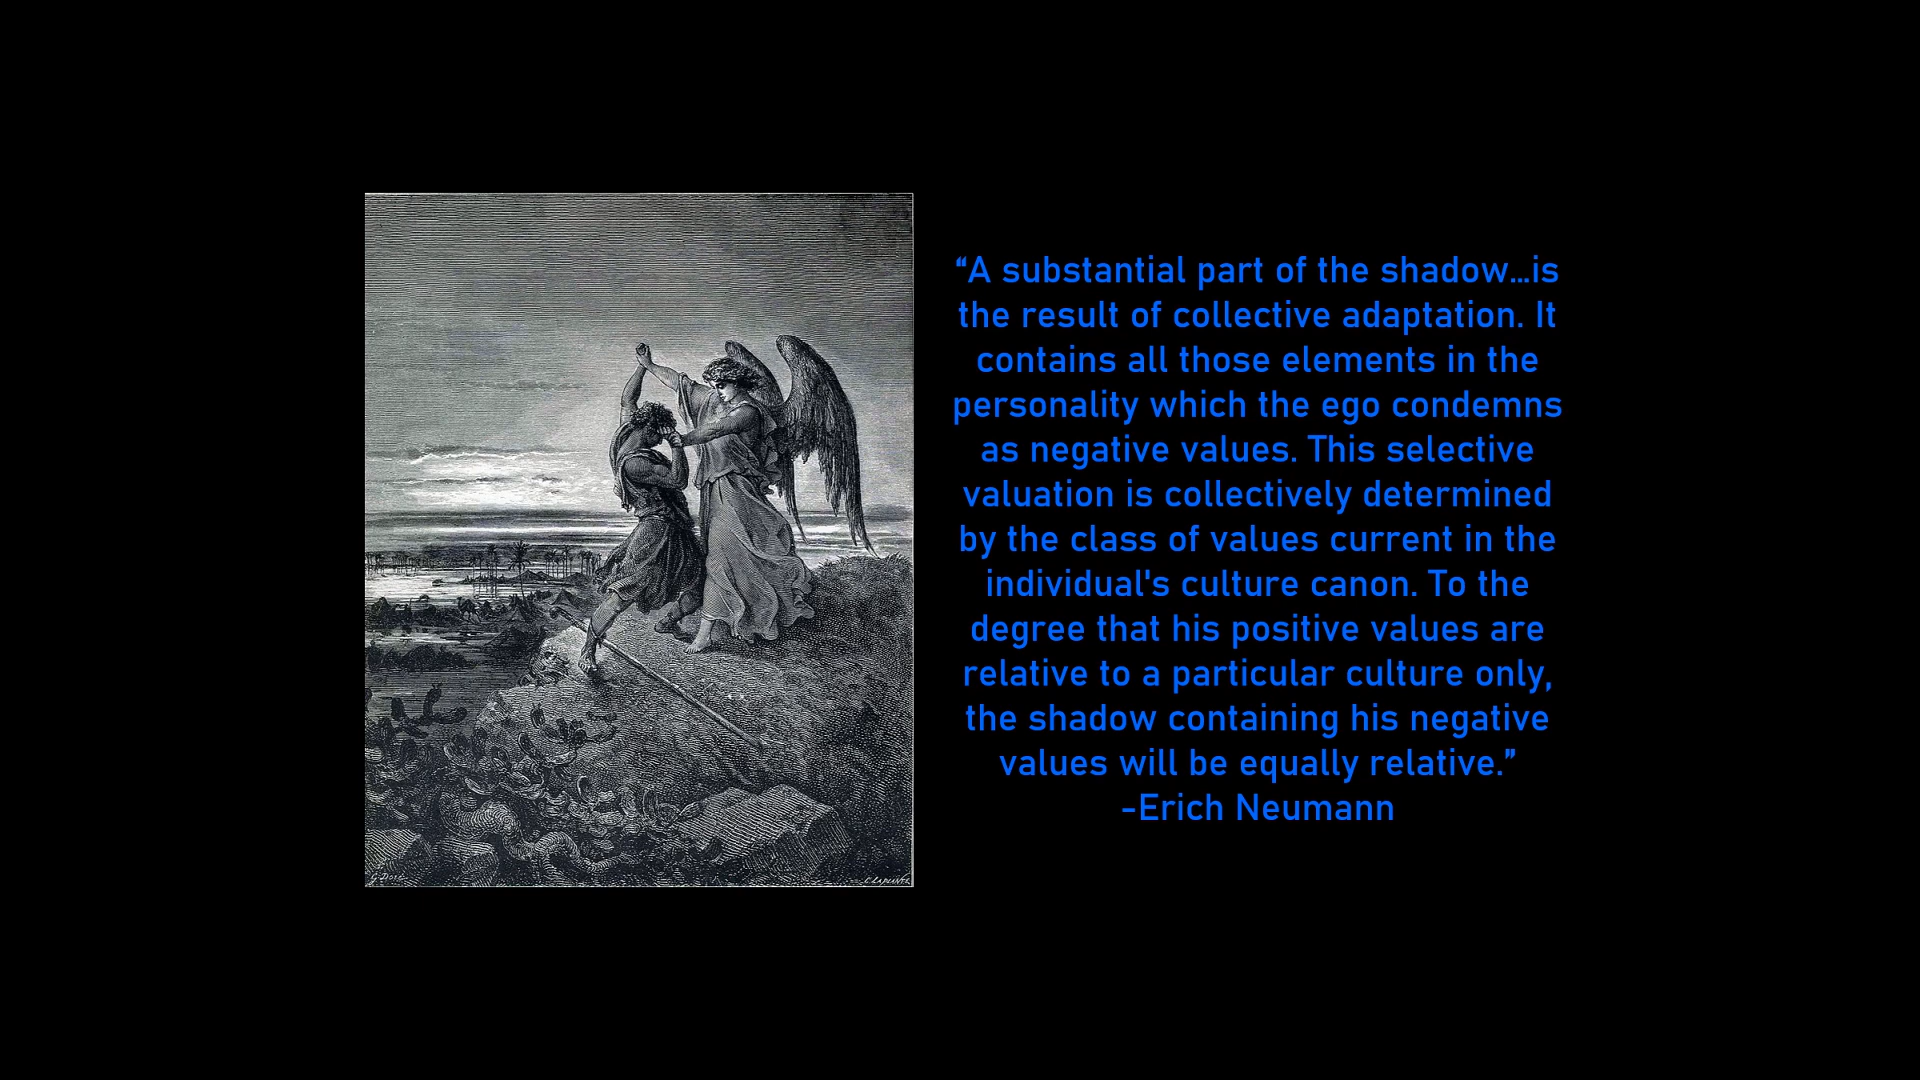 “A substantial part of the shadow...is
the result of collective adaptation. It
contains all those elements in the
personality which the ego condemns
as negative values. This selective
valuation is collectively determined
by the class of values current in the
individual's culture canon. To the
degree that his positive values are
relative to a particular culture only,
the shadow containing his negative
values will be equally relative.”
-Erich Neumann
G. Doré